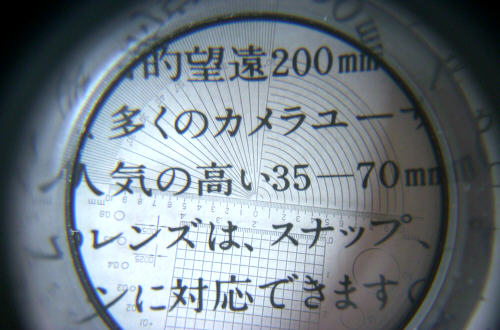 的望遠200mm
多くのカメラユー
人気の高い35—70mm
レンズは、スナップ、
ンに対応できます